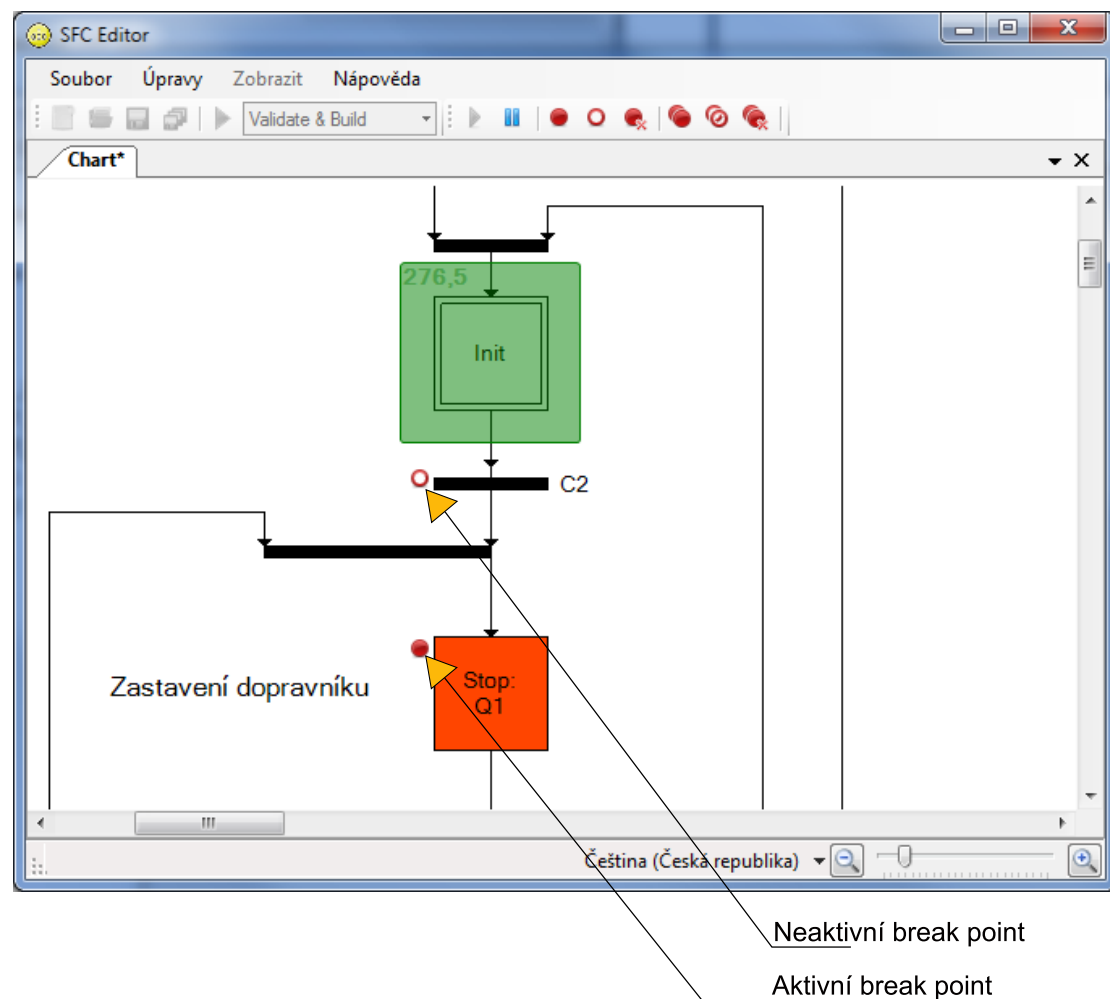 SFC Editor
Soubor Úpravy Zobrazit Nápověda
Validate & Build
Chart*
276,5
Init
C2
Zastavení dopravníku
Stop:
Q1
Čeština (Česká republika)
Neaktivní break point
Aktivní break point